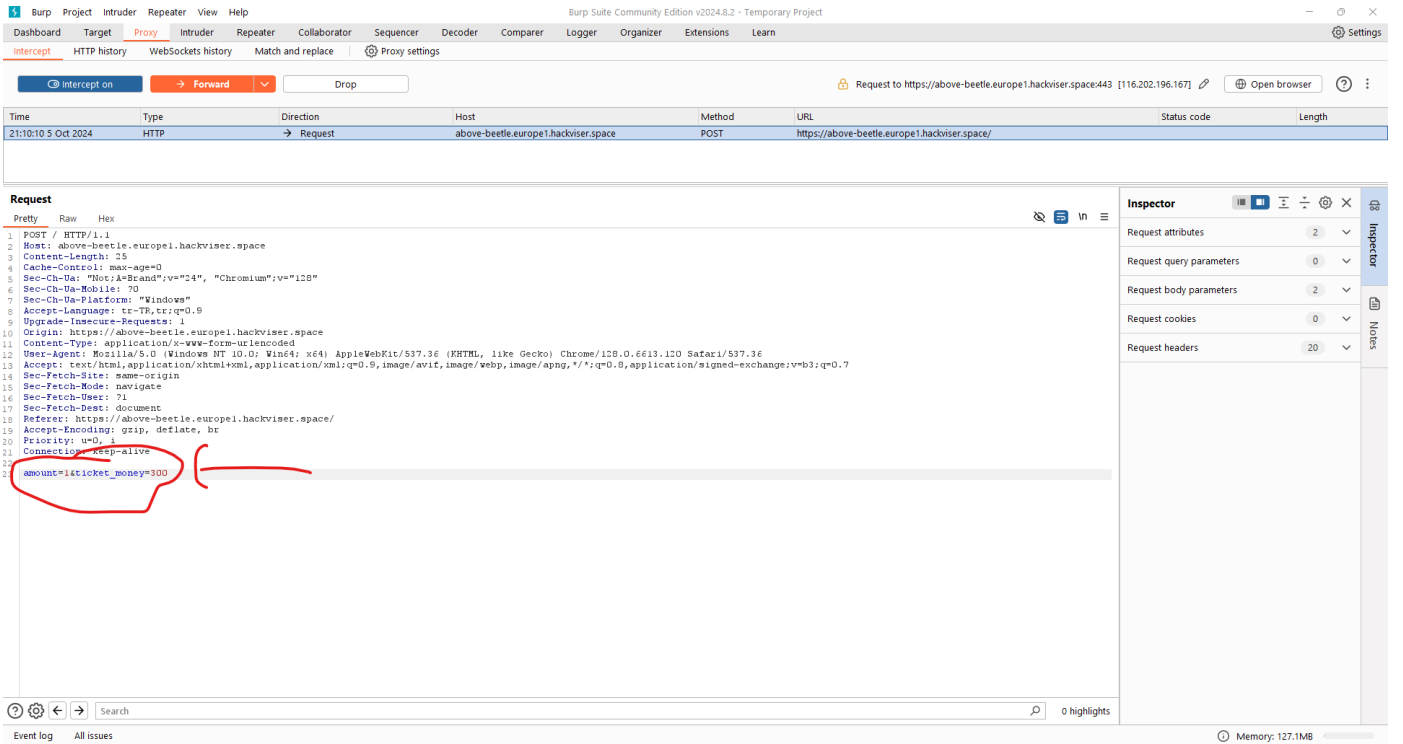 Burp Project Intruder Repeater View Help Burp Suite Community Edition v2024.8.2 - Temporary Project
Dashboard Target Proxy Intruder Repeater Collaborator Sequencer Decoder Comparer Logger Organizer Extensions Learn Settings
Intercept HTTP history WebSockets history Match and replace Proxy settings
Intercept on Forward Drop Request to https://above-beetle.europe1.hackviser.space:443 [116.202.196.167] Open browser
Time Type Direction Host Method URL Status code Length
21:10:10 5 Oct 2024 HTTP → Request above-beetle.europe1.hackviser.space POST https://above-beetle.europe1.hackviser.space/
Request
Pretty Raw Hex \n
1 POST / HTTP/1.1
2 Host: above-beetle.europe1.hackviser.space
3 Content-Length: 25
4 Cache-Control: max-age=0
5 Sec-Ch-Ua: "Not;A=Brand";v="24", "Chromium";v="128"
6 Sec-Ch-Ua-Mobile: ?0
7 Sec-Ch-Ua-Platform: "Windows"
8 Accept-Language: tr-TR,tr;q=0.9
9 Upgrade-Insecure-Requests: 1
10 Origin: https://above-beetle.europe1.hackviser.space
11 Content-Type: application/x-www-form-urlencoded
12 User-Agent: Mozilla/5.0 (Windows NT 10.0; Win64; x64) AppleWebKit/537.36 (KHTML, like Gecko) Chrome/128.0.6613.120 Safari/537.36
13 Accept: text/html,application/xhtml+xml,application/xml;q=0.9,image/avif,image/webp,image/apng,*/*;q=0.8,application/signed-exchange;v=b3;q=0.7
14 Sec-Fetch-Site: same-origin
15 Sec-Fetch-Mode: navigate
16 Sec-Fetch-User: ?1
17 Sec-Fetch-Dest: document
18 Referer: https://above-beetle.europe1.hackviser.space/
19 Accept-Encoding: gzip, deflate, br
20 Priority: u=0, i
21 Connection: keep-alive
22
23 amount=1&ticket_money=300
Inspector
Request attributes 2
Request query parameters 0
Request body parameters 2
Request cookies 0
Request headers 20
Inspector
Notes
Search 0 highlights
Event log All issues Memory: 127.1MB